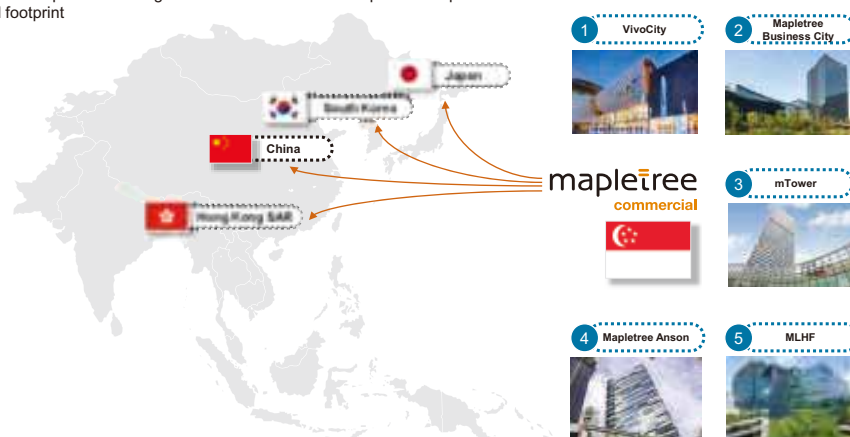 footprint
1
VivoCity
2
Mapletree
Business City
Japan
South Korea
China
Hong Kong SAR
mapletree
commercial
3
mTower
4
Mapletree Anson
5
MLHF